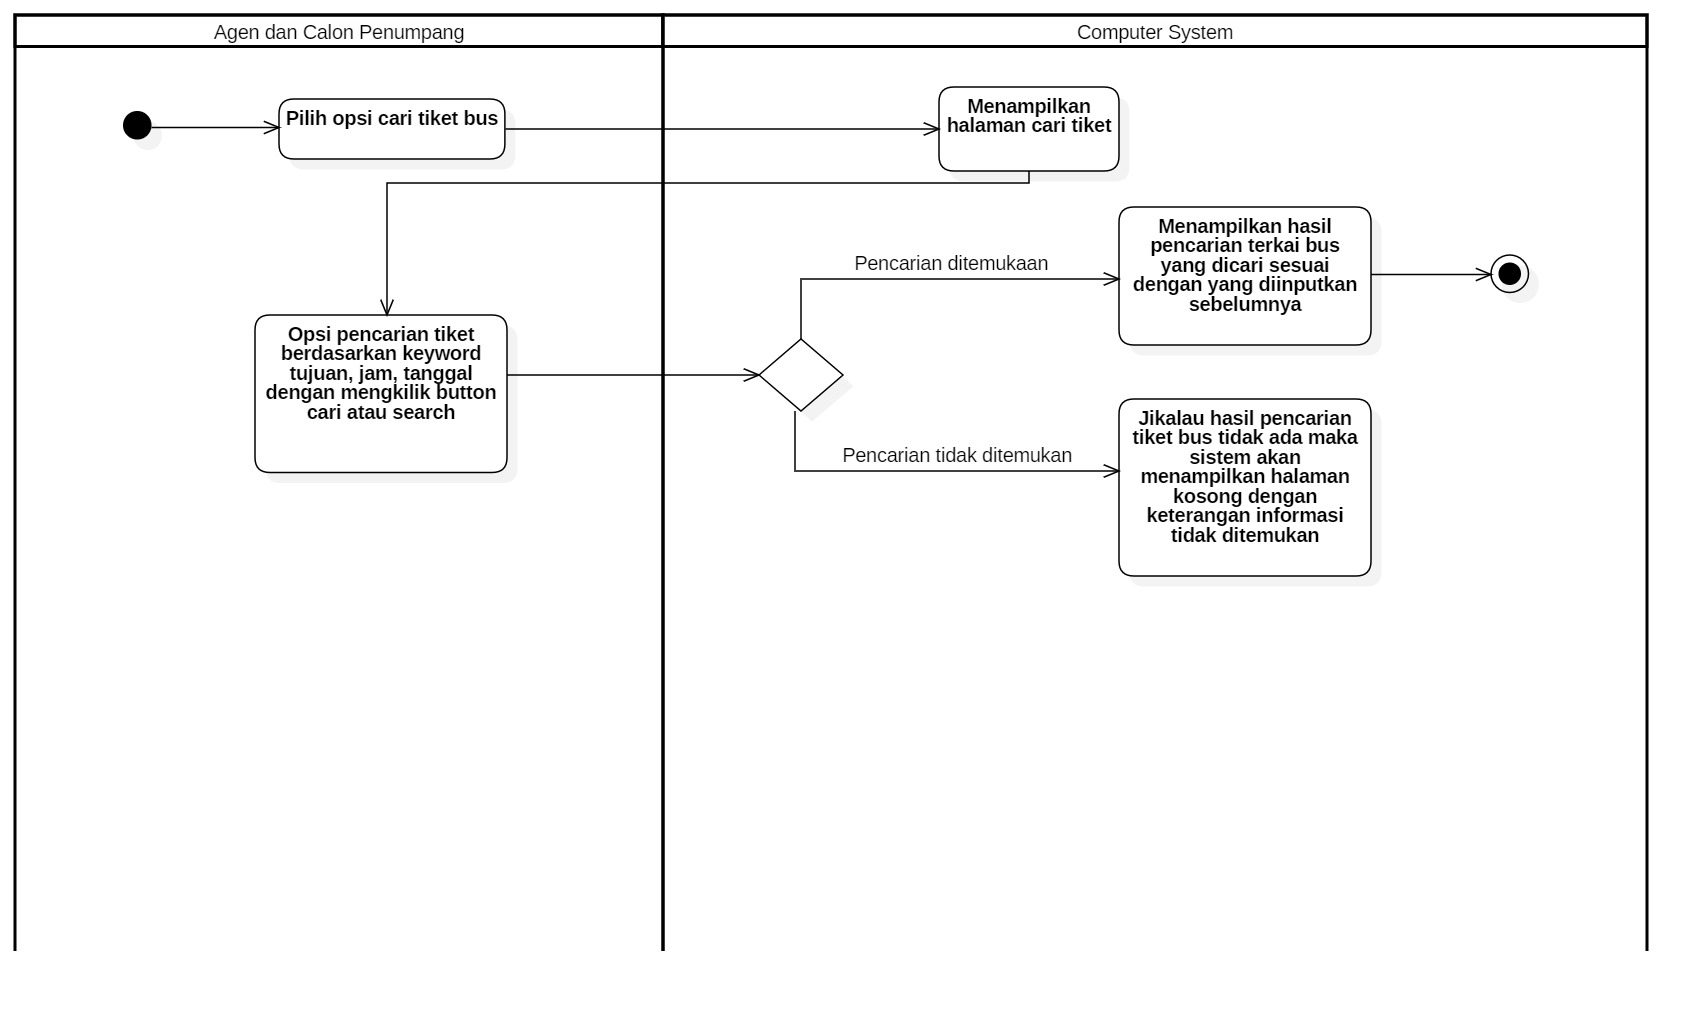 Agen dan Calon Penumpang
Computer System
Pilih opsi cari tiket bus
Menampilkan
halaman cari tiket
Menampilkan hasil
pencarian terkai bus
yang dicari sesuai
dengan yang diinputkan
sebelumnya
Pencarian ditemukaan
Opsi pencarian tiket
berdasarkan keyword
tujuan, jam, tanggal
dengan mengkilik button
cari atau search
Jikalau hasil pencarian
tiket bus tidak ada maka
sistem akan
menampilkan halaman
kosong dengan
keterangan informasi
tidak ditemukan
Pencarian tidak ditemukan